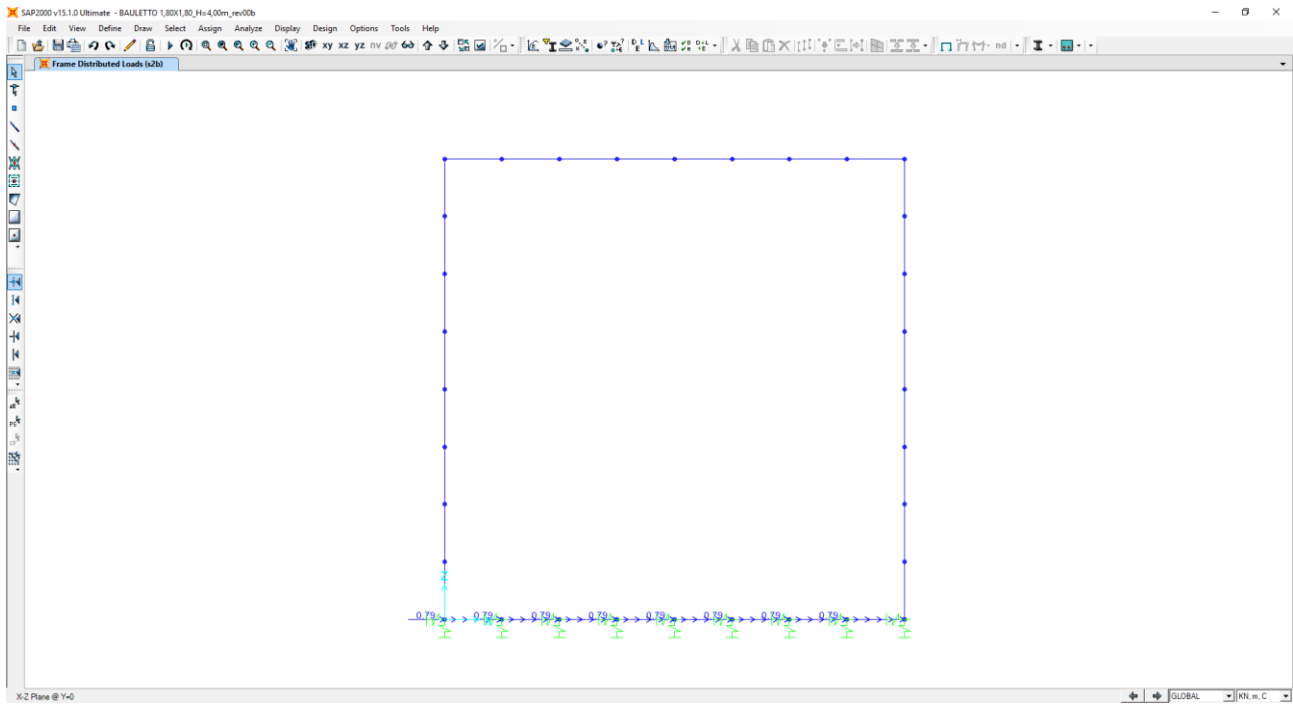 SAP2000 v15.1.0 Ultimate - BAULETTO 1,80X1,80_H=4,00m_rev00b
File Edit View Define Draw Select Assign Analyze Display Design Options Tools Help
xy xz yz nv
nd
Frame Distributed Loads (s2b)
0.79 0.79 0.79 0.79 0.79 0.79 0.79 0.79
X-Z Plane @ Y=0
GLOBAL
KN, m, C